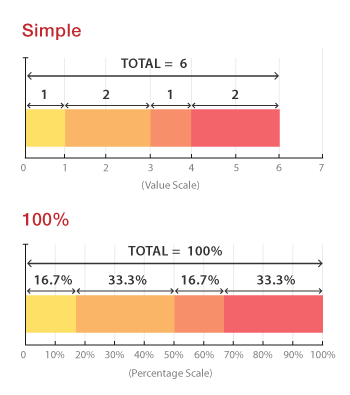 Simple
TOTAL = 6
1 2 1 2
0 1 2 3 4 5 6 7
(Value Scale)
100%
TOTAL = 100%
16.7% 33.3% 16.7% 33.3%
0 10% 20% 30% 40% 50% 60% 70% 80% 90% 100%
(Percentage Scale)